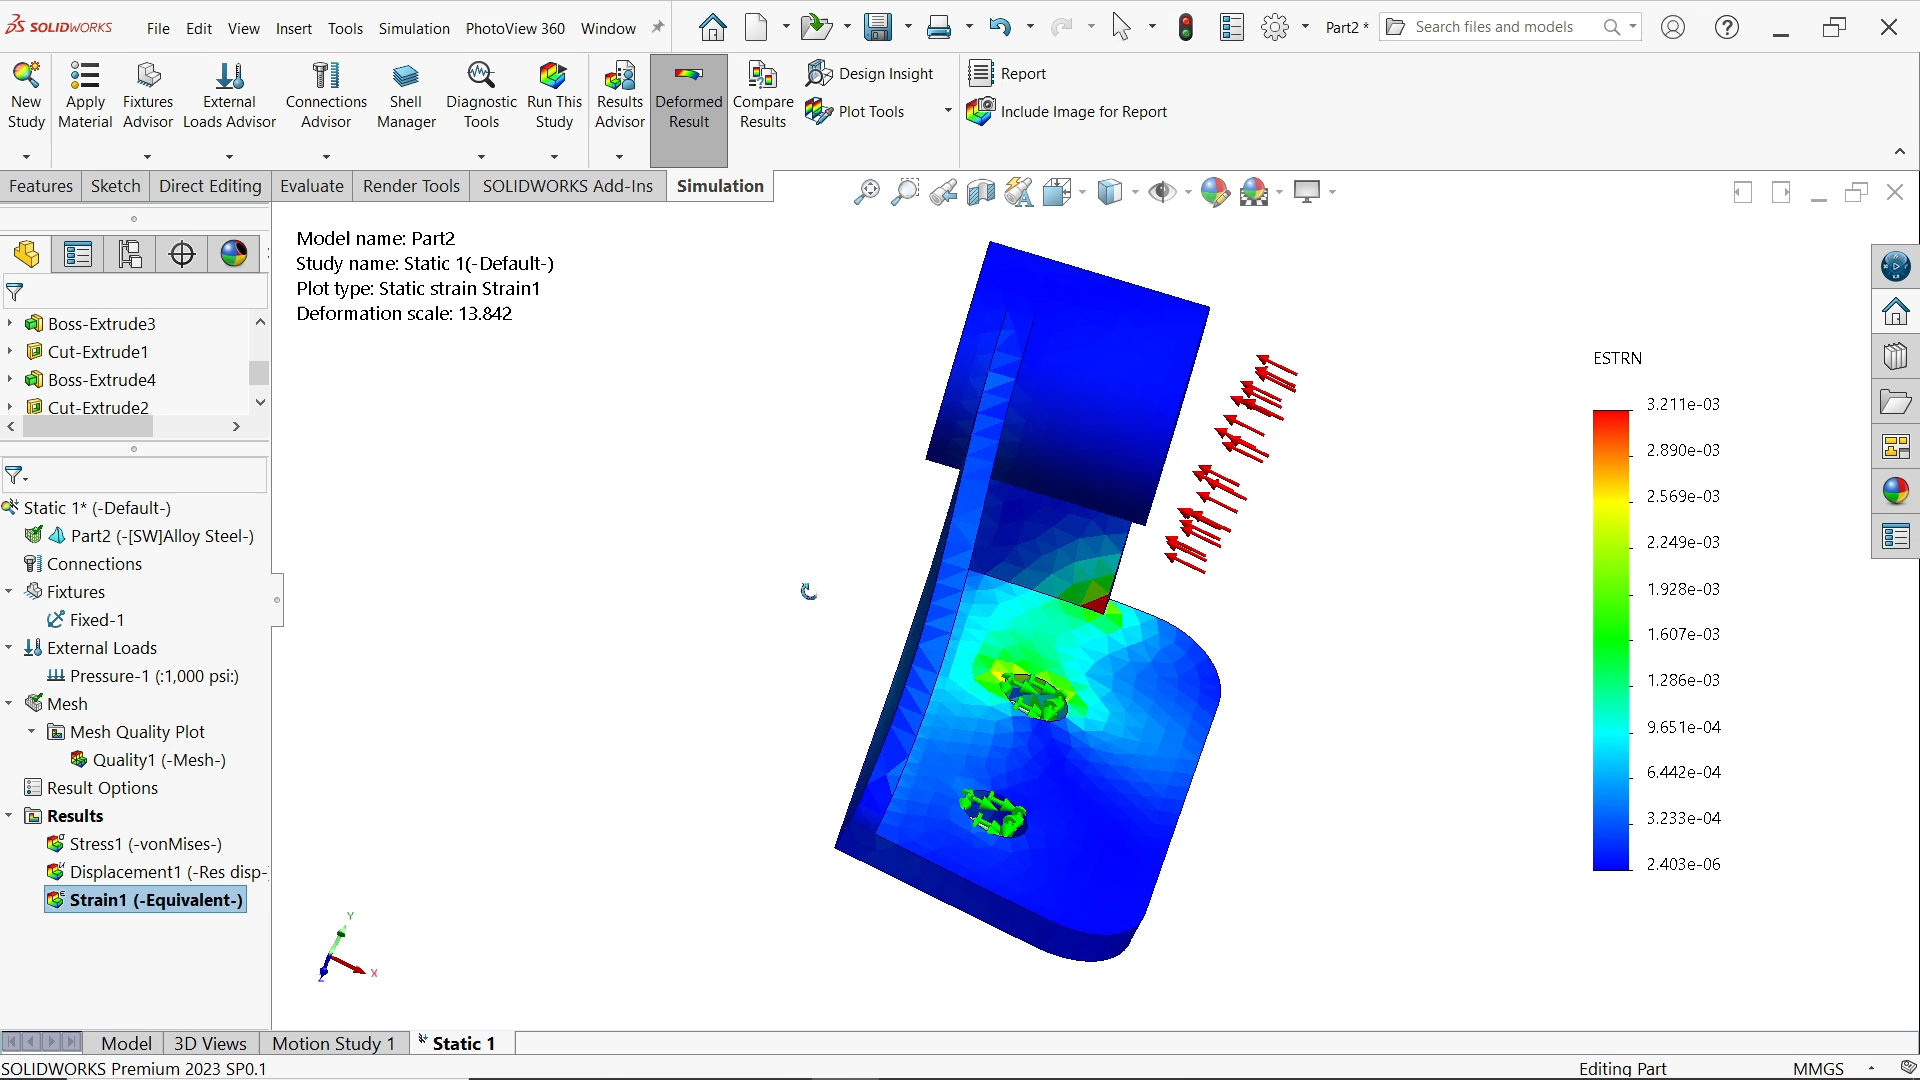 SOLIDWORKS
File Edit View Insert Tools Simulation PhotoView 360 Window
Part2 *
Search files and models
New Study
Apply Material
Fixtures Advisor
External Loads Advisor
Connections Advisor
Shell Manager
Diagnostic Tools
Run This Study
Results Advisor
Deformed Result
Compare Results
Design Insight
Plot Tools
Report
Include Image for Report
Features Sketch Direct Editing Evaluate Render Tools SOLIDWORKS Add-Ins Simulation
Boss-Extrude3
Cut-Extrude1
Boss-Extrude4
Cut-Extrude2
Static 1* (-Default-)
Part2 (-[SW]Alloy Steel-)
Connections
Fixtures
Fixed-1
External Loads
Pressure-1 (:1,000 psi:)
Mesh
Mesh Quality Plot
Quality1 (-Mesh-)
Result Options
Results
Stress1 (-vonMises-)
Displacement1 (-Res disp-
Strain1 (-Equivalent-)
Model name: Part2
Study name: Static 1(-Default-)
Plot type: Static strain Strain1
Deformation scale: 13.842
ESTRN
3.211e-03
2.890e-03
2.569e-03
2.249e-03
1.928e-03
1.607e-03
1.286e-03
9.651e-04
6.442e-04
3.233e-04
2.403e-06
Y
X
Z
Model 3D Views Motion Study 1 Static 1
SOLIDWORKS Premium 2023 SP0.1
Editing Part
MMGS